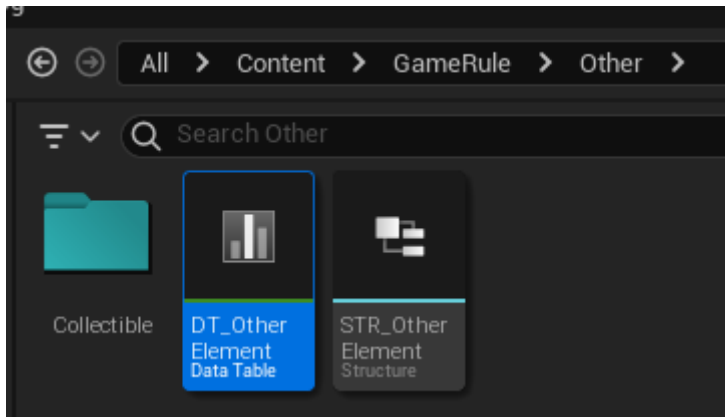 All > Content > GameRule > Other >
Search Other
Collectible
DT_Other
Element
Data Table
STR_Other
Element
Structure